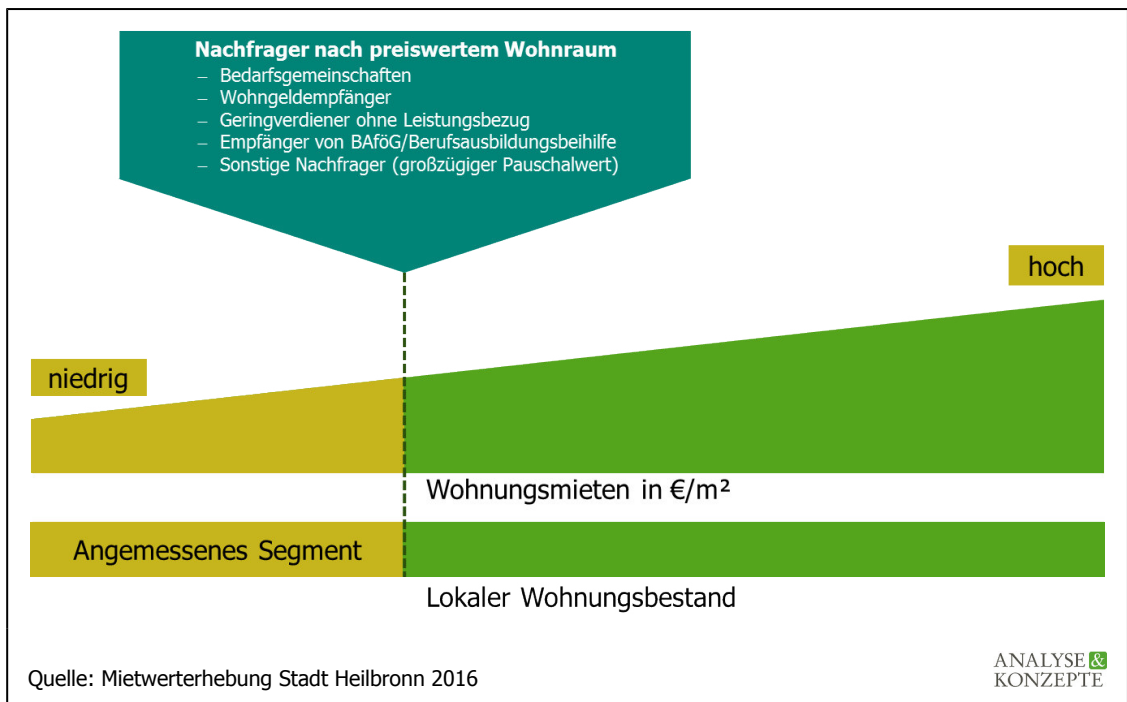 Nachfrager nach preiswertem Wohnraum
– Bedarfsgemeinschaften
– Wohngeldempfänger
– Geringverdiener ohne Leistungsbezug
– Empfänger von BAföG/Berufsausbildungsbeihilfe
– Sonstige Nachfrager (großzügiger Pauschalwert)
hoch
niedrig
Wohnungsmieten in €/m²
Angemessenes Segment
Lokaler Wohnungsbestand
Quelle: Mietwerterhebung Stadt Heilbronn 2016
ANALYSE &
KONZEPTE